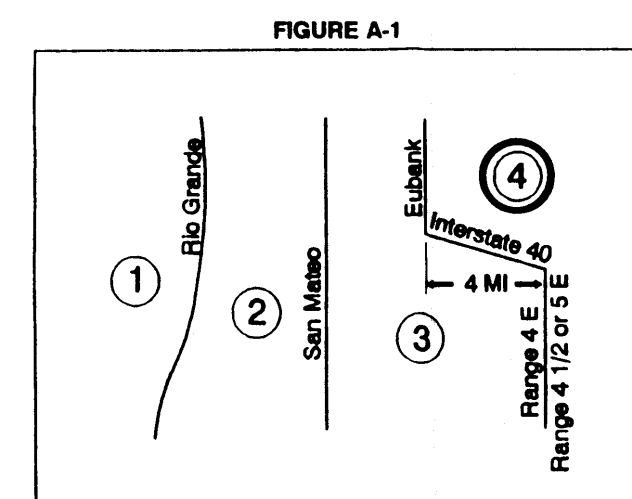 FIGURE A-1
Rio Grande
San Mateo
Eubank
4
Interstate 40
1
2
4 MI
3
Range 4 E
Range 4 1/2 or 5 E